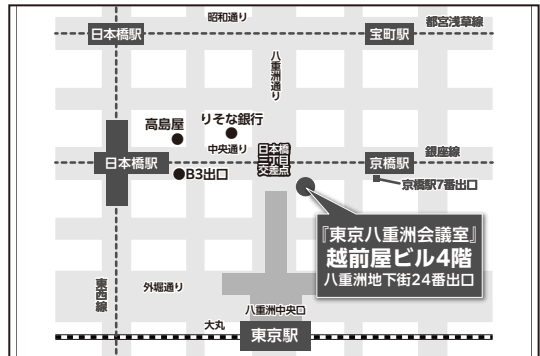 昭和通り
都営浅草線
日本橋駅
宝町駅
八重洲通り
高島屋
りそな銀行
中央通り
日本橋
三丁目
交差点
銀座線
日本橋駅
京橋駅
B3出口
京橋駅7番出口
『東京八重洲会議室』
越前屋ビル4階
八重洲地下街24番出口
東西線
外堀通り
八重洲中央口
大丸
東京駅